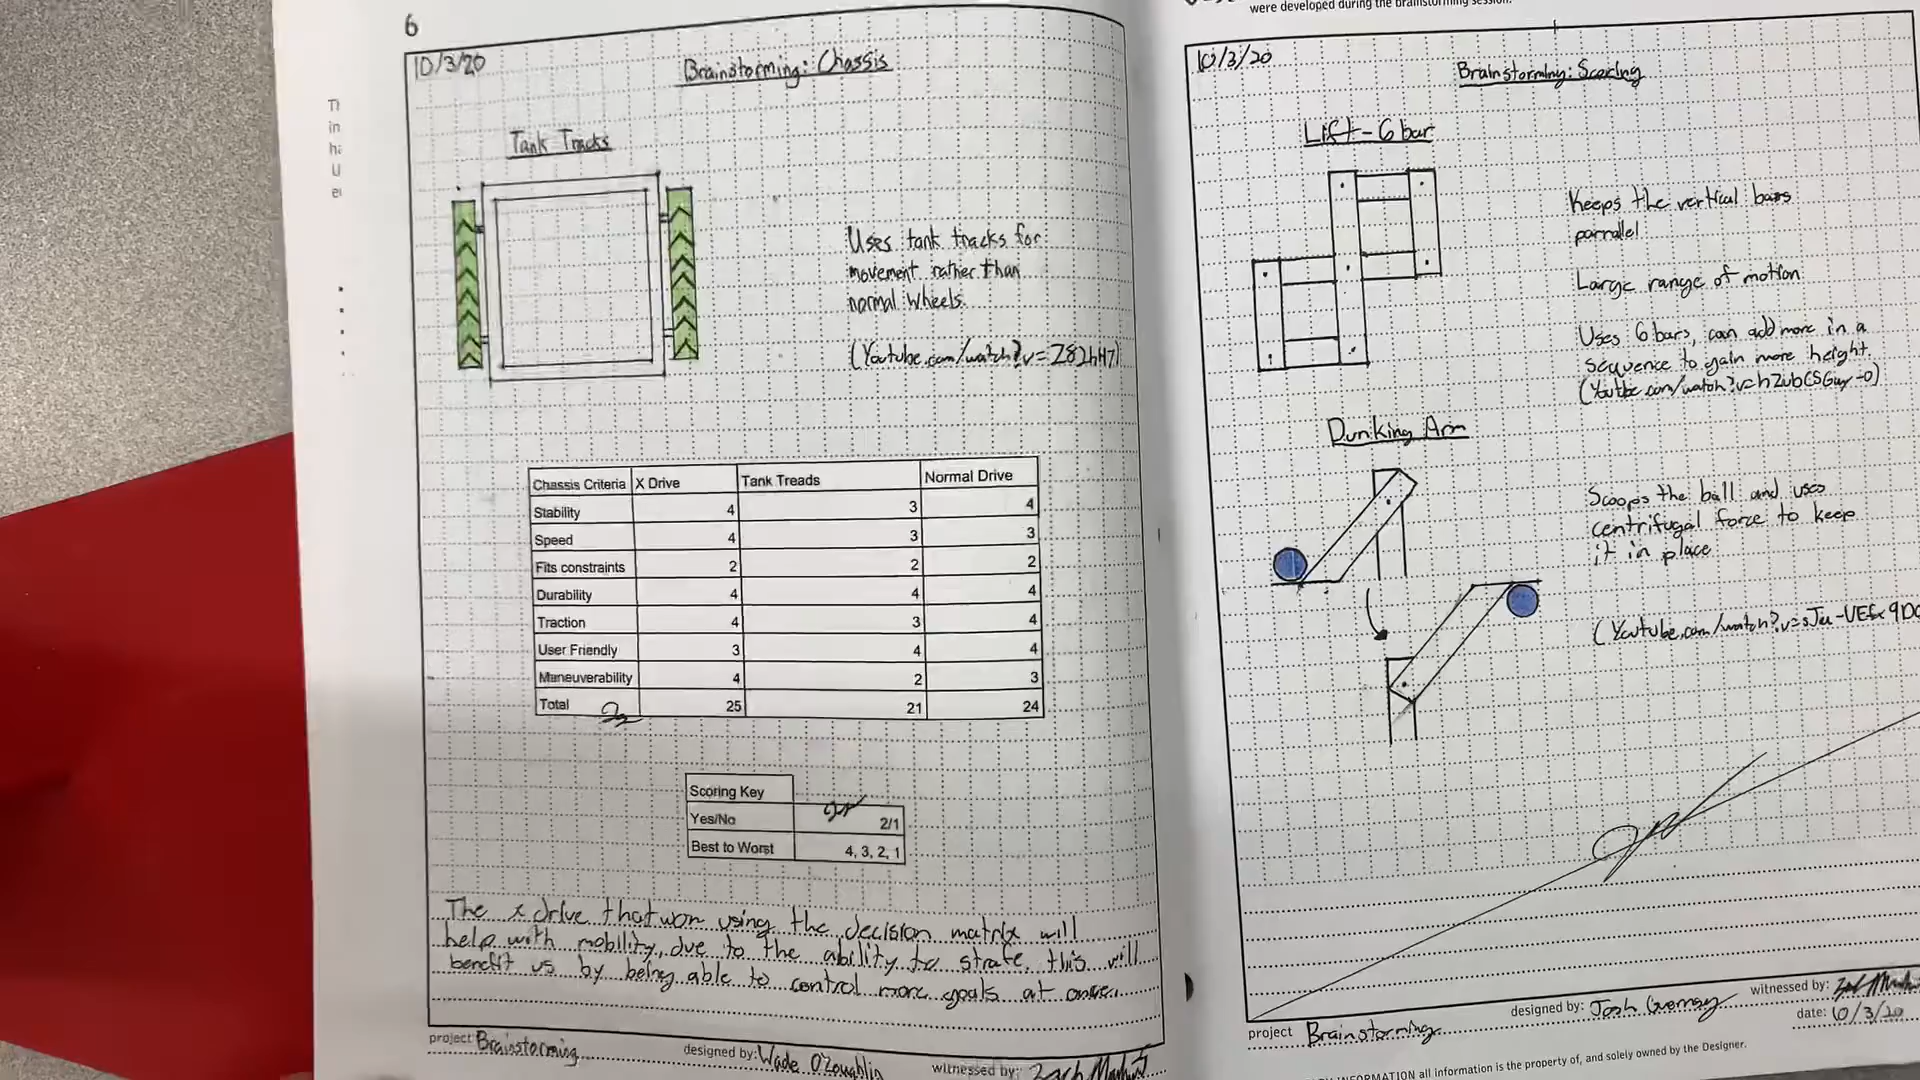 6
10/3/20
Brainstorming: Chassis
Tank Tracks
Uses tank tracks for
movement rather than
normal wheels.
Chassis Criteria X Drive Tank Treads Normal Drive
Stability 4 3 4
Speed 4 3 3
Fits constraints 2 2 2
Durability 4 4 4
Traction 4 3 4
User Friendly 3 4 4
Maneuverability 4 2 3
Total 25 21 24
Scoring Key
Yes/No 2/1
Best to Worst 4, 3, 2, 1
The x drive that won using the decision matrix will
help with mobility, due to the ability to strafe, this will
benefit us by being able to control more goals at once.
project Brainstorming
designed by: Wade O'Loughlin
witnessed by:
were developed during the brainstorming session.
10/3/20
Brainstorming: Scoring
Lift - 6 bar
Keeps the vertical bars
parralel
Large range of motion
Uses 6 bars, can add more in a
sequence to gain more height
Dunking Arm
Scoops the ball and uses
centrifugal force to keep
it in place
project Brainstorming
designed by: Josh
witnessed by:
date: 10/3/20
INFORMATION all information is the property of, and solely owned by the Designer.